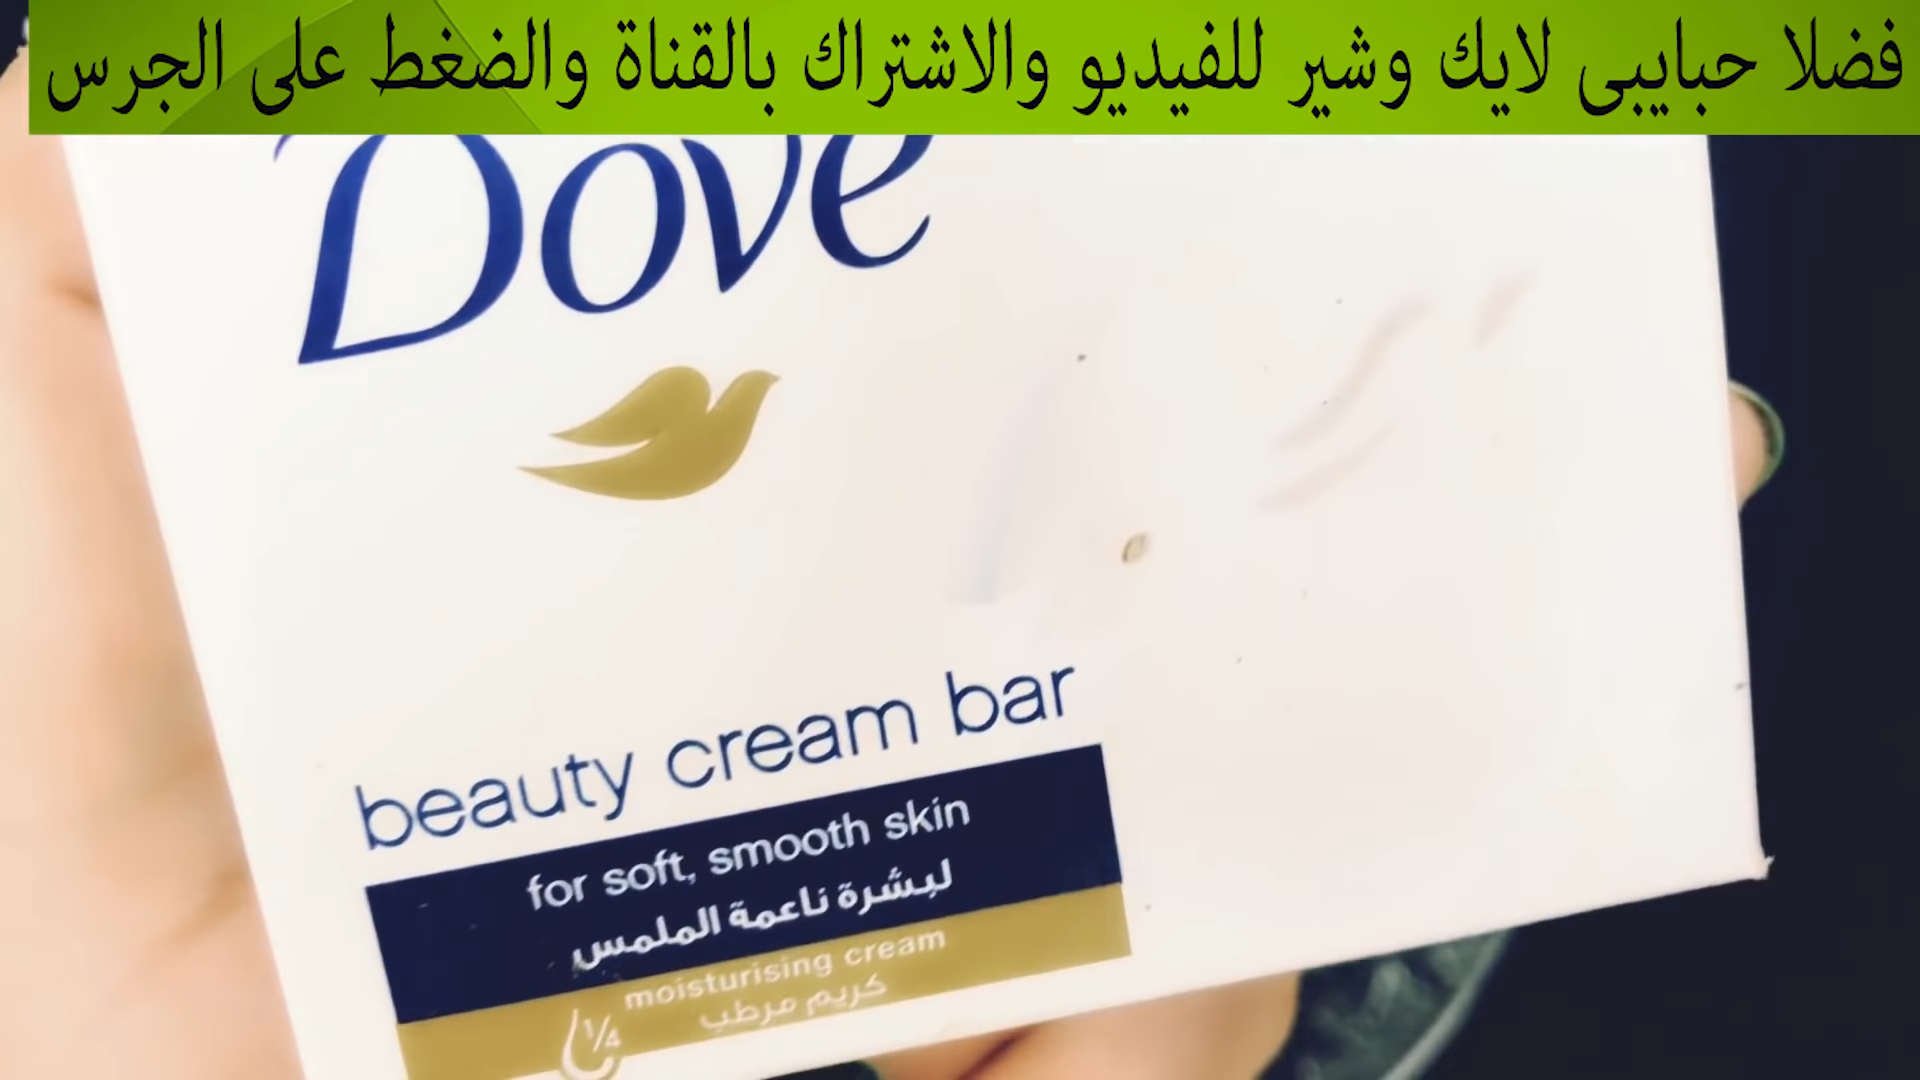 فضلا حبايبى لايك وشير للفيديو والاشتراك بالقناة والضغط على الجرس
Dove
beauty cream bar
for soft, smooth skin
لبشرة ناعمة الملمس
moisturising cream
كريم مرطب
1/4